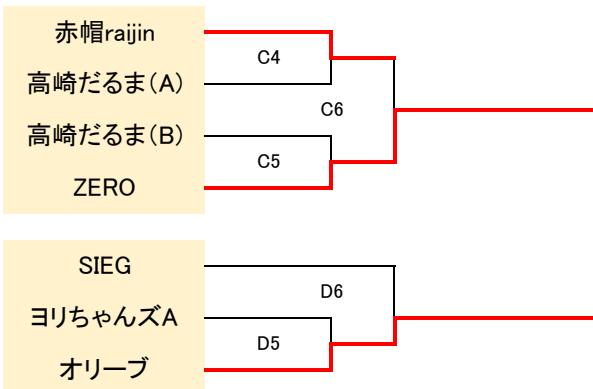 赤帽raijin
C4
高崎だるま(A)
C6
高崎だるま(B)
C5
ZERO
SIEG
D6
ヨリちゃんズA
D5
オリーブ